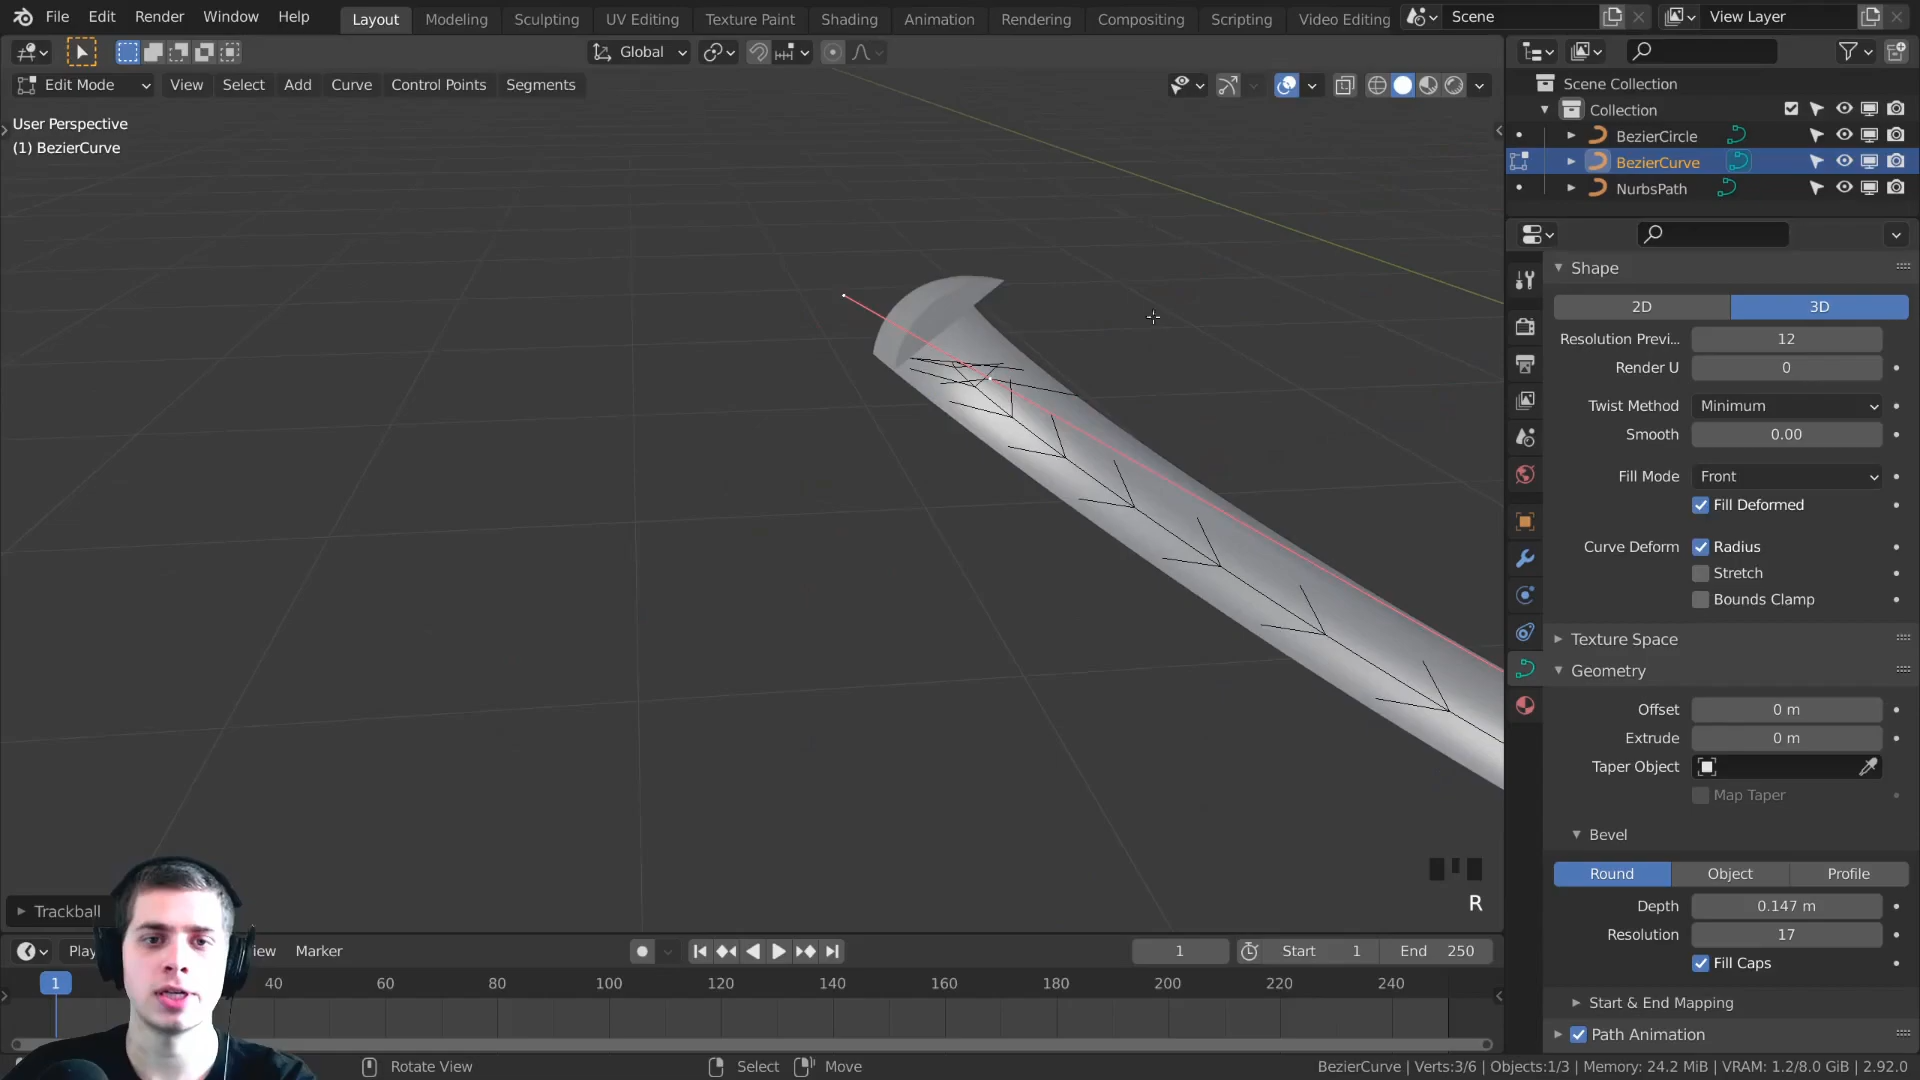 File Edit Render Window Help Layout Modeling Sculpting UV Editing Texture Paint Shading Animation Rendering Compositing Scripting Video Editing Scene View Layer
Global
Edit Mode View Select Add Curve Control Points Segments
User Perspective
(1) BezierCurve
Scene Collection
Collection
BezierCircle
BezierCurve
NurbsPath
Shape
2D 3D
Resolution Previ... 12
Render U 0
Twist Method Minimum
Smooth 0.00
Fill Mode Front
Fill Deformed
Curve Deform Radius
Stretch
Bounds Clamp
Texture Space
Geometry
Offset 0 m
Extrude 0 m
Taper Object
Map Taper
Bevel
Round Object Profile
Depth 0.147 m
Resolution 17
Fill Caps
Start & End Mapping
Path Animation
R
Trackball
Marker 1 Start 1 End 250
1 40 60 80 100 120 140 160 180 200 220 240
Rotate View Select Move BezierCurve | Verts:3/6 | Objects:1/3 | Memory: 24.2 MiB | VRAM: 1.2/8.0 GiB | 2.92.0